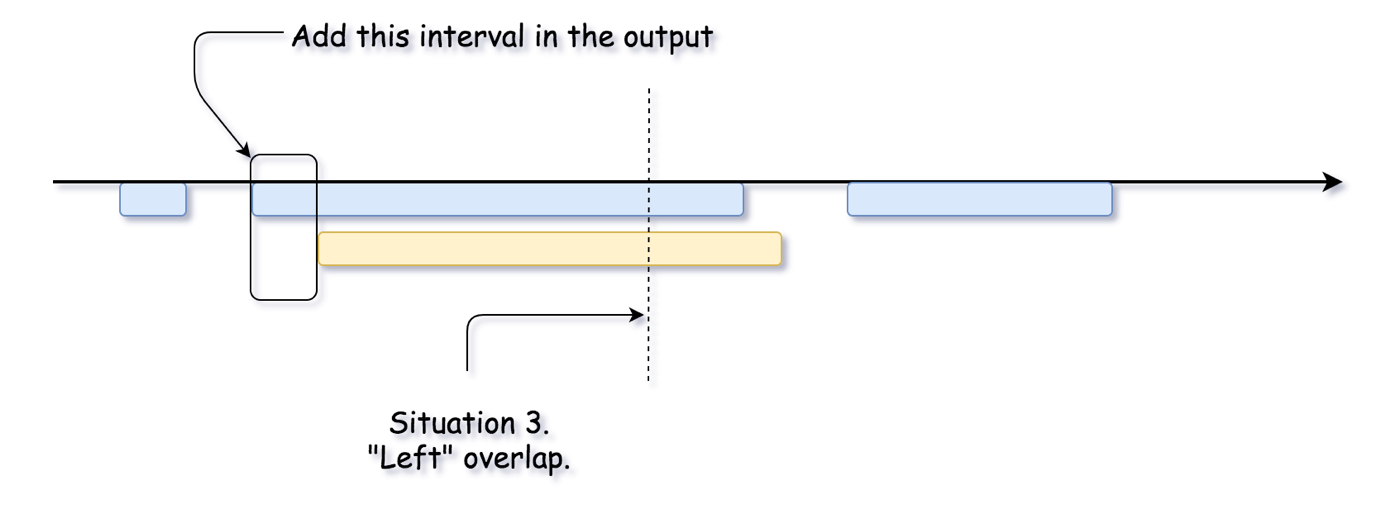 Add this interval in the output
Situation 3.
"Left" overlap.